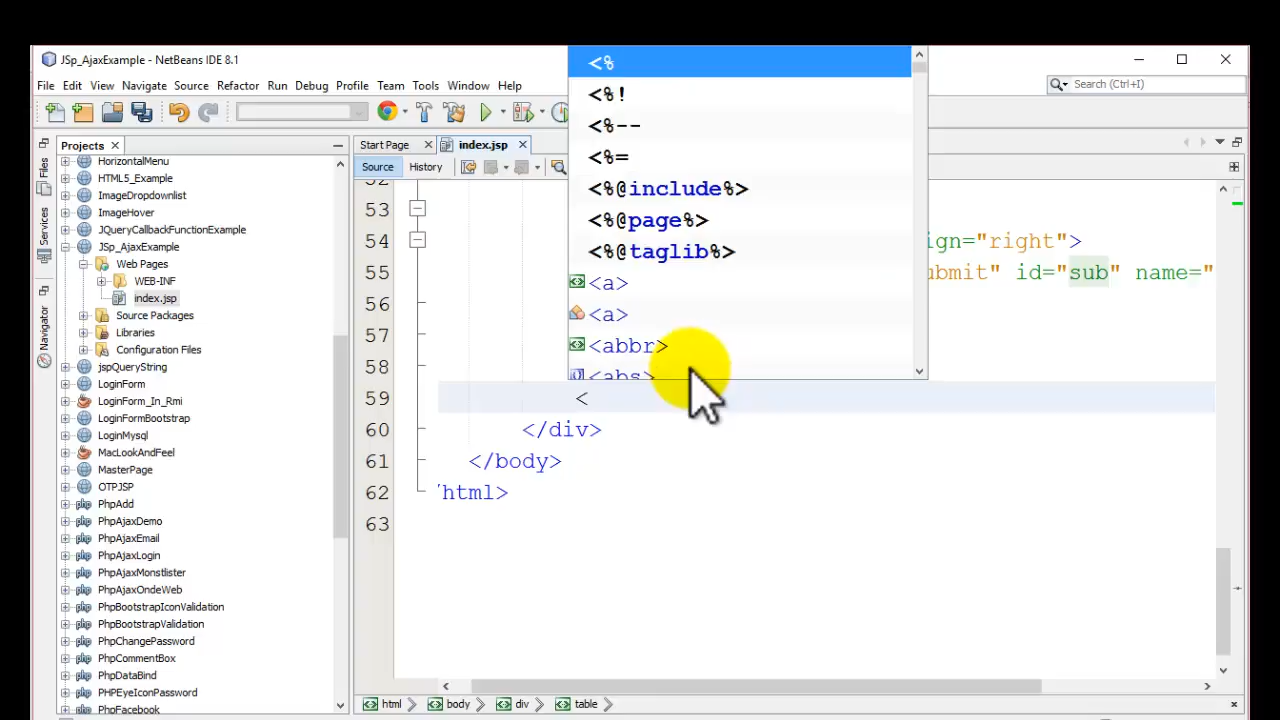 JSp_AjaxExample - NetBeans IDE 8.1
File Edit View Navigate Source Refactor Run Debug Profile Team Tools Window Help
Search (Ctrl+I)
Projects
Files
Services
Navigator
HorizontalMenu
HTML5_Example
ImageDropdownlist
ImageHover
JQueryCallbackFunctionExample
JSp_AjaxExample
Web Pages
WEB-INF
index.jsp
Source Packages
Libraries
Configuration Files
jspQueryString
LoginForm
LoginForm_In_Rmi
LoginFormBootstrap
LoginMysql
MacLookAndFeel
MasterPage
OTPJSP
PhpAdd
PhpAjaxDemo
PhpAjaxEmail
PhpAjaxLogin
PhpAjaxMonstlister
PhpAjaxOndeWeb
PhpBootstrapIconValidation
PhpBootstrapValidation
PhpChangePassword
PhpCommentBox
PhpDataBind
PHPEyeIconPassword
PhpFacebook
Start Page index.jsp
Source History
<%
<%!
<%--
<%=
<%@include%>
<%@page%>
<%@taglib%>
<a>
<a>
<abbr>
<abs>
53
54 ign="right">
55 ubmit" id="sub" name="
56
57
58
59 <
60 </div>
61 </body>
62 html>
63
html body div table